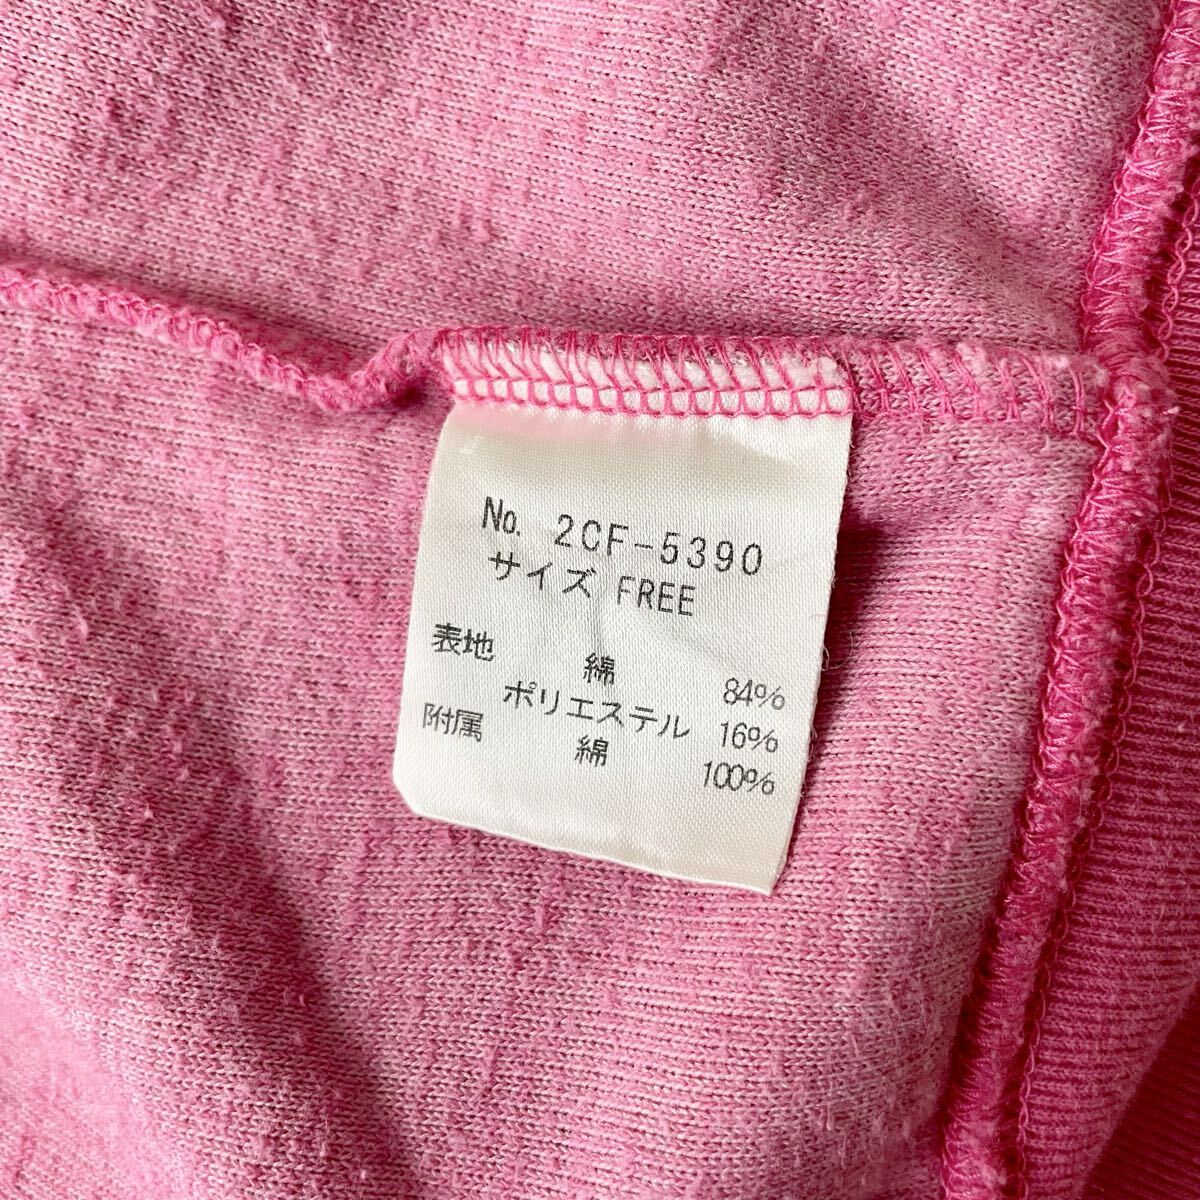 No. 2CF-5390
サイズ FREE
表地 綿 84%
ポリエステル 16%
附属 綿 100%